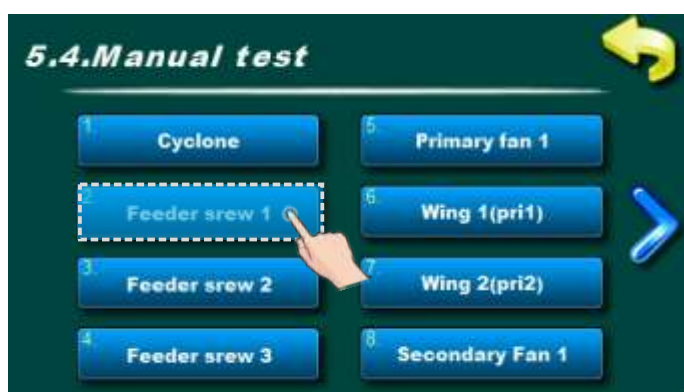 5.4.Manual test
1. Cyclone
2. Feeder srew 1
3. Feeder srew 2
4 Feeder srew 3
5. Primary fan 1
6. Wing 1(pri1)
7. Wing 2(pri2)
8 Secondary Fan 1